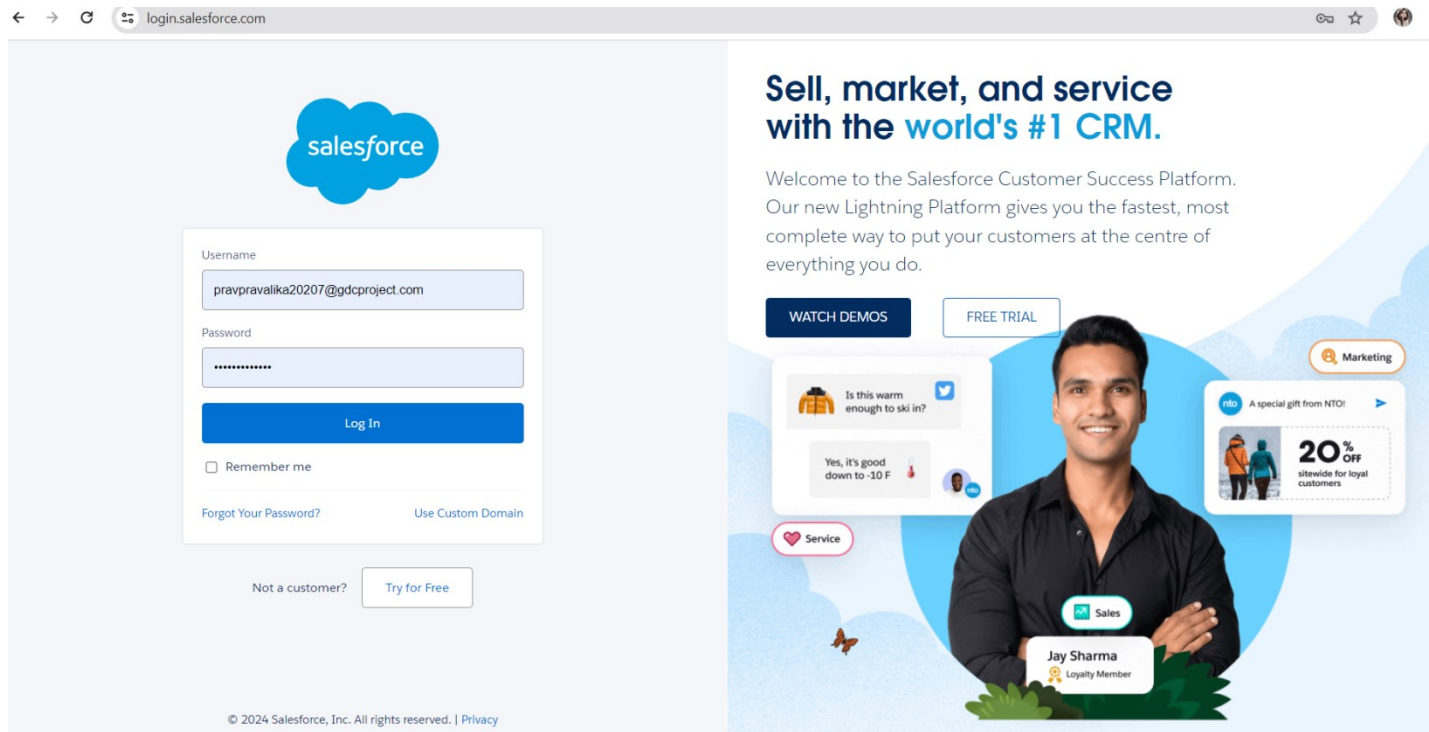 login.salesforce.com
salesforce
Username
pravpravalika20207@gdcproject.com
Password
•••••••••••••
Log In
Remember me
Forgot Your Password?
Use Custom Domain
Not a customer?
Try for Free
© 2024 Salesforce, Inc. All rights reserved. | Privacy
Sell, market, and service
with the world's #1 CRM.
Welcome to the Salesforce Customer Success Platform.
Our new Lightning Platform gives you the fastest, most
complete way to put your customers at the centre of
everything you do.
WATCH DEMOS
FREE TRIAL
Is this warm
enough to ski in?
Yes, it's good
down to -10 F
nto
Service
Marketing
nto
A special gift from NTO!
20% OFF
sitewide for loyal
customers
Sales
Jay Sharma
Loyalty Member